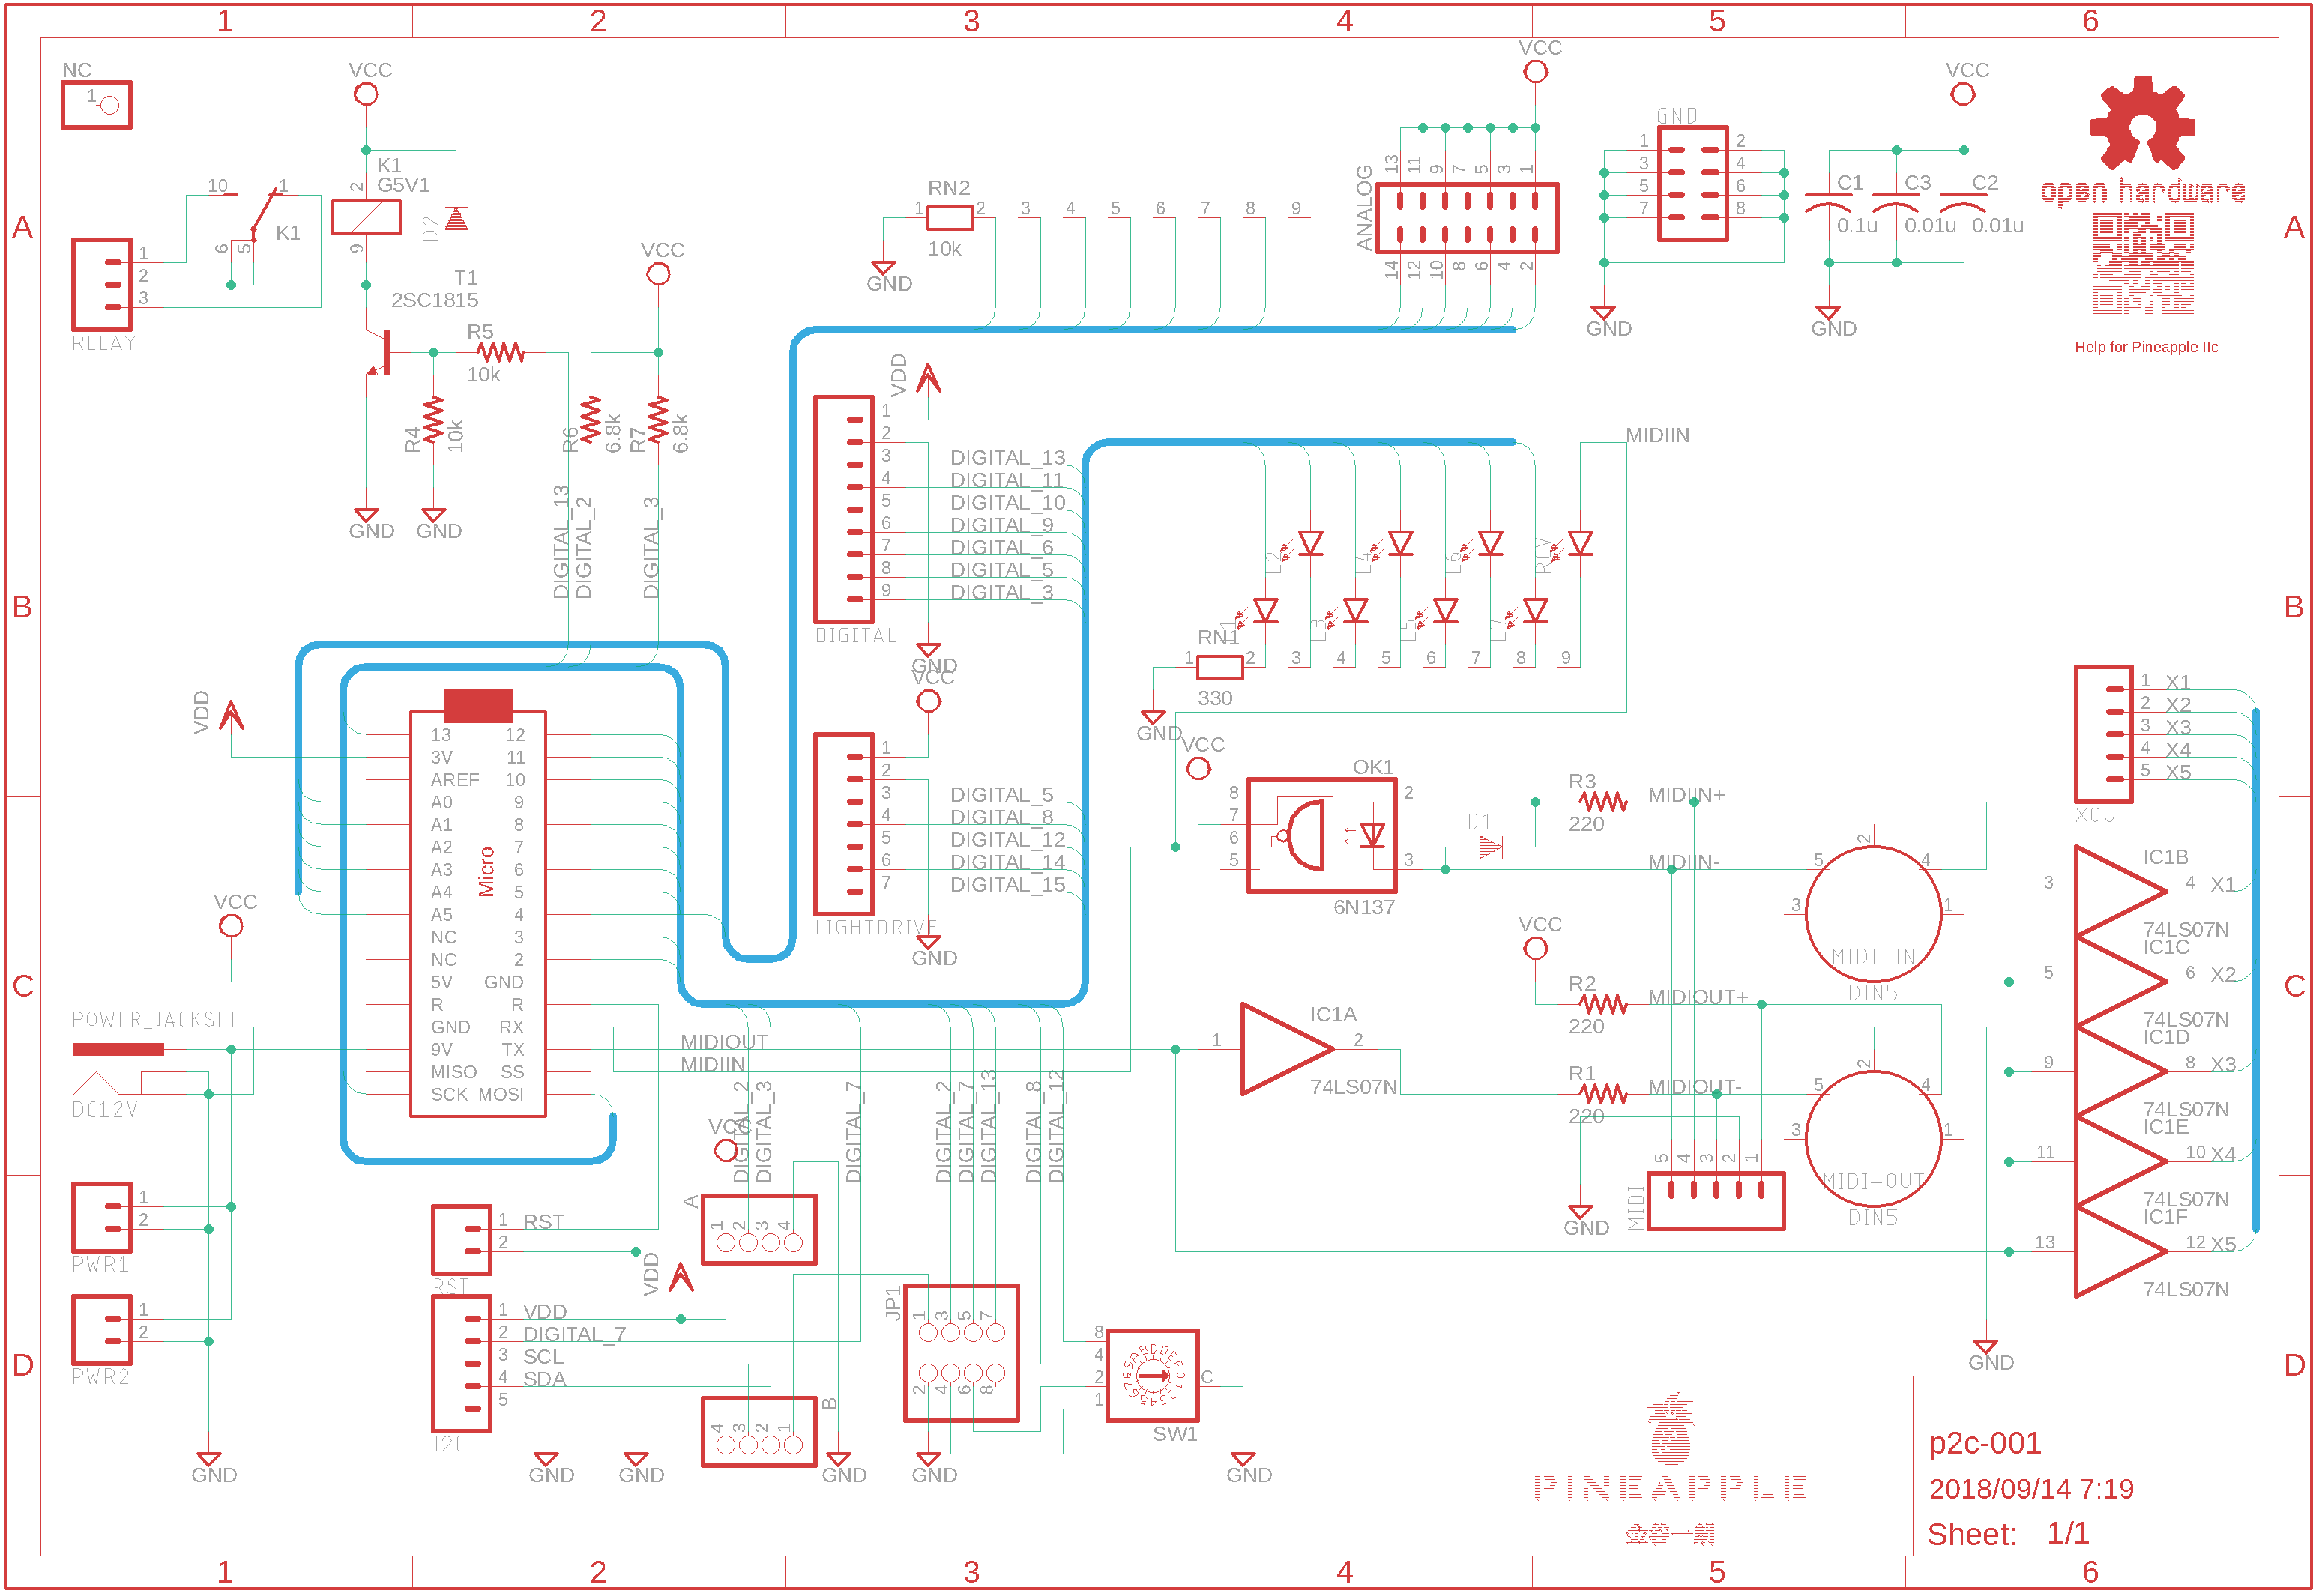 1 2 3 4 5 6
A
B
C
D
NC
1
VCC
K1
G5V1
2
9
D2
10 1
K1
6 5
1
2
3
RELAY
T1
2SC1815
R5
10k
R4
10k
GND GND
VCC
R6
6.8k
R7
6.8k
DIGITAL_13
DIGITAL_2
DIGITAL_3
RN2
1 2 3 4 5 6 7 8 9
10k
GND
VCC
ANALOG
13 11 9 7 5 3 1
14 12 10 8 6 4 2
GND
1 2
3 4
5 6
7 8
GND
VCC
C1 C3 C2
0.1u 0.01u 0.01u
GND
open hardware
Help for Pineapple llc
VDD
1
2
3 DIGITAL_13
4 DIGITAL_11
5 DIGITAL_10
6 DIGITAL_9
7 DIGITAL_6
8 DIGITAL_5
9 DIGITAL_3
DIGITAL
GND
VCC
1
2
3 DIGITAL_5
4 DIGITAL_8
5 DIGITAL_12
6 DIGITAL_14
7 DIGITAL_15
LIGHTDRIVE
GND
MIDIIN
L2 L4 L6
L3 L5
RN1
1 2 3 4 5 6 7 8 9
330
GND
VDD
13 12
3V 11
AREF 10
A0 9
A1 8
A2 7
A3 6
A4 5
A5 4
NC 3
NC 2
5V GND
R R
GND RX
9V TX
MISO SS
SCK MOSI
Micro
VCC
POWER_JACKSLT
DC12V
1
2
PWR1
1
2
PWR2
GND
MIDIOUT
MIDIIN
1 RST
2
RST
VDD
1 VDD
2 DIGITAL_7
3 SCL
4 SDA
5
I2C
GND
GND
VCC
DIGITAL_2
DIGITAL_3
DIGITAL_7
DIGITAL_2
DIGITAL_7
DIGITAL_13
DIGITAL_8
DIGITAL_12
A
1 2 3 4
B
4 3 2 1
GND
JP1
1 3 5 7
2 4 6 8
GND
8
4
2
1
C
SW1
GND
VCC
OK1
8
7
6
5
2
3
6N137
D1
R3
220
MIDIIN+
MIDIIN-
2
5 4
3 1
MIDI-IN
DIN5
VCC
R2
220
MIDIOUT+
IC1A
1 2
74LS07N
R1
220
MIDIOUT-
2
5 4
3 1
MIDI-OUT
DIN5
GND
MIDI
5 4 3 2 1
GND
1 X1
2 X2
3 X3
4 X4
5 X5
XOUT
IC1B
3 4 X1
74LS07N
IC1C
5 6 X2
74LS07N
IC1D
9 8 X3
74LS07N
IC1E
11 10 X4
74LS07N
IC1F
13 12 X5
74LS07N
PINEAPPLE
金谷一朗
p2c-001
2018/09/14 7:19
Sheet: 1/1
A
B
C
D
1 2 3 4 5 6